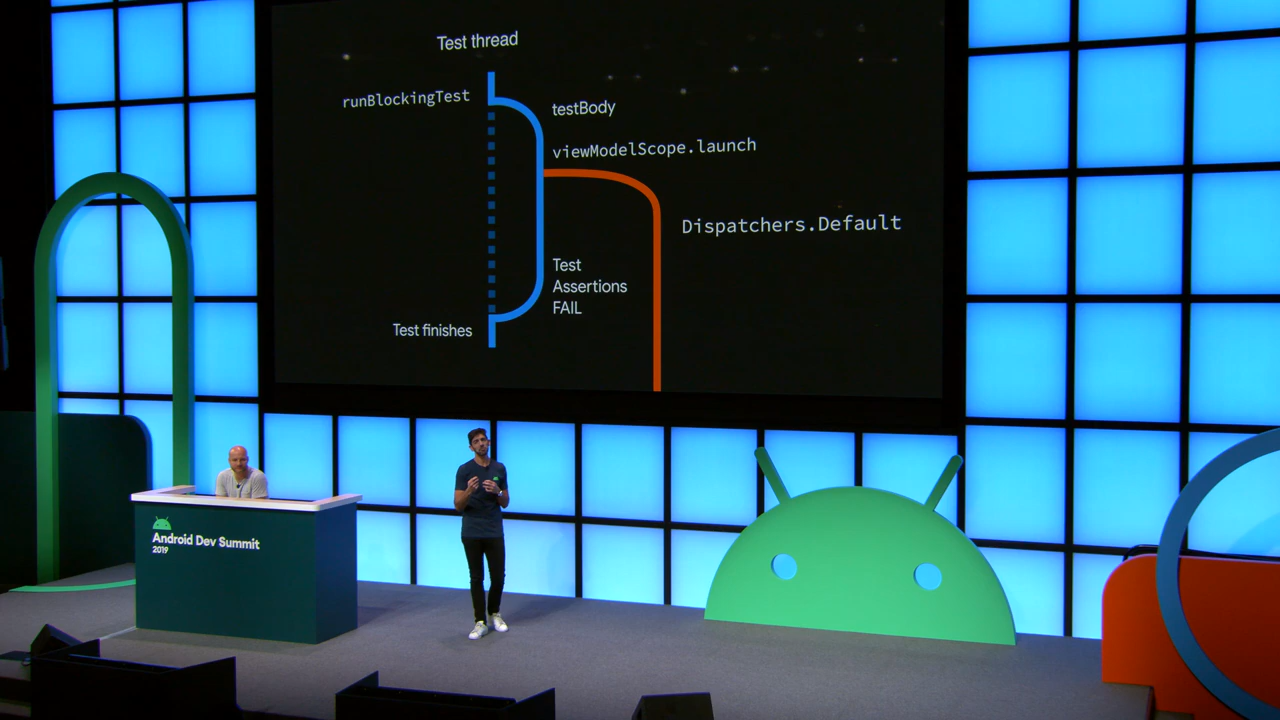 Test thread
runBlockingTest
testBody
viewModelScope.launch
Dispatchers.Default
Test
Assertions
FAIL
Test finishes
Android Dev Summit
2019